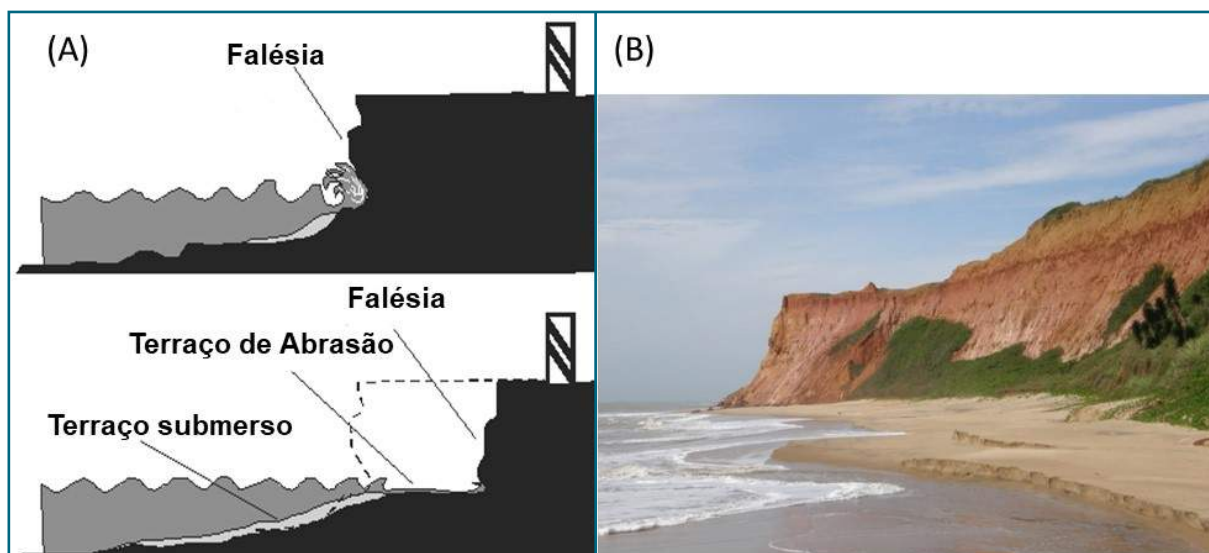 (A)
Falésia
Falésia
Terraço de Abrasão
Terraço submerso
(B)